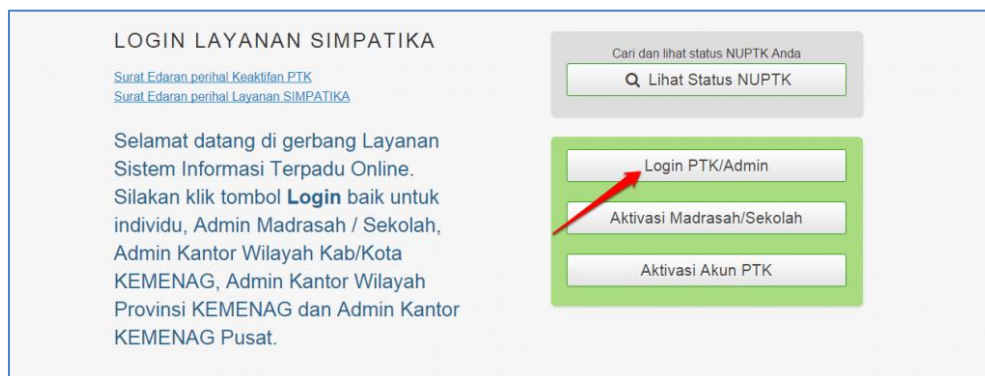 LOGIN LAYANAN SIMPATIKA
Surat Edaran perihal Keaktifan PTK
Surat Edaran perihal Layanan SIMPATIKA
Selamat datang di gerbang Layanan
Sistem Informasi Terpadu Online.
Silakan klik tombol Login baik untuk
individu, Admin Madrasah / Sekolah,
Admin Kantor Wilayah Kab/Kota
KEMENAG, Admin Kantor Wilayah
Provinsi KEMENAG dan Admin Kantor
KEMENAG Pusat.
Cari dan lihat status NUPTK Anda
Lihat Status NUPTK
Login PTK/Admin
Aktivasi Madrasah/Sekolah
Aktivasi Akun PTK